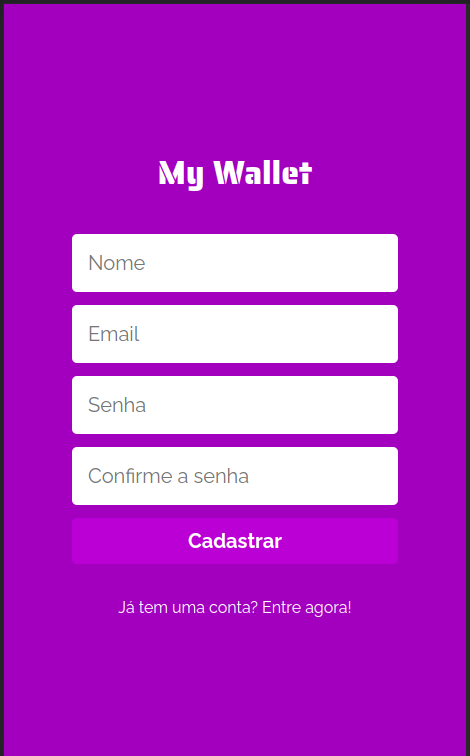 My Wallet
Nome
Email
Senha
Confirme a senha
Cadastrar
Já tem uma conta? Entre agora!